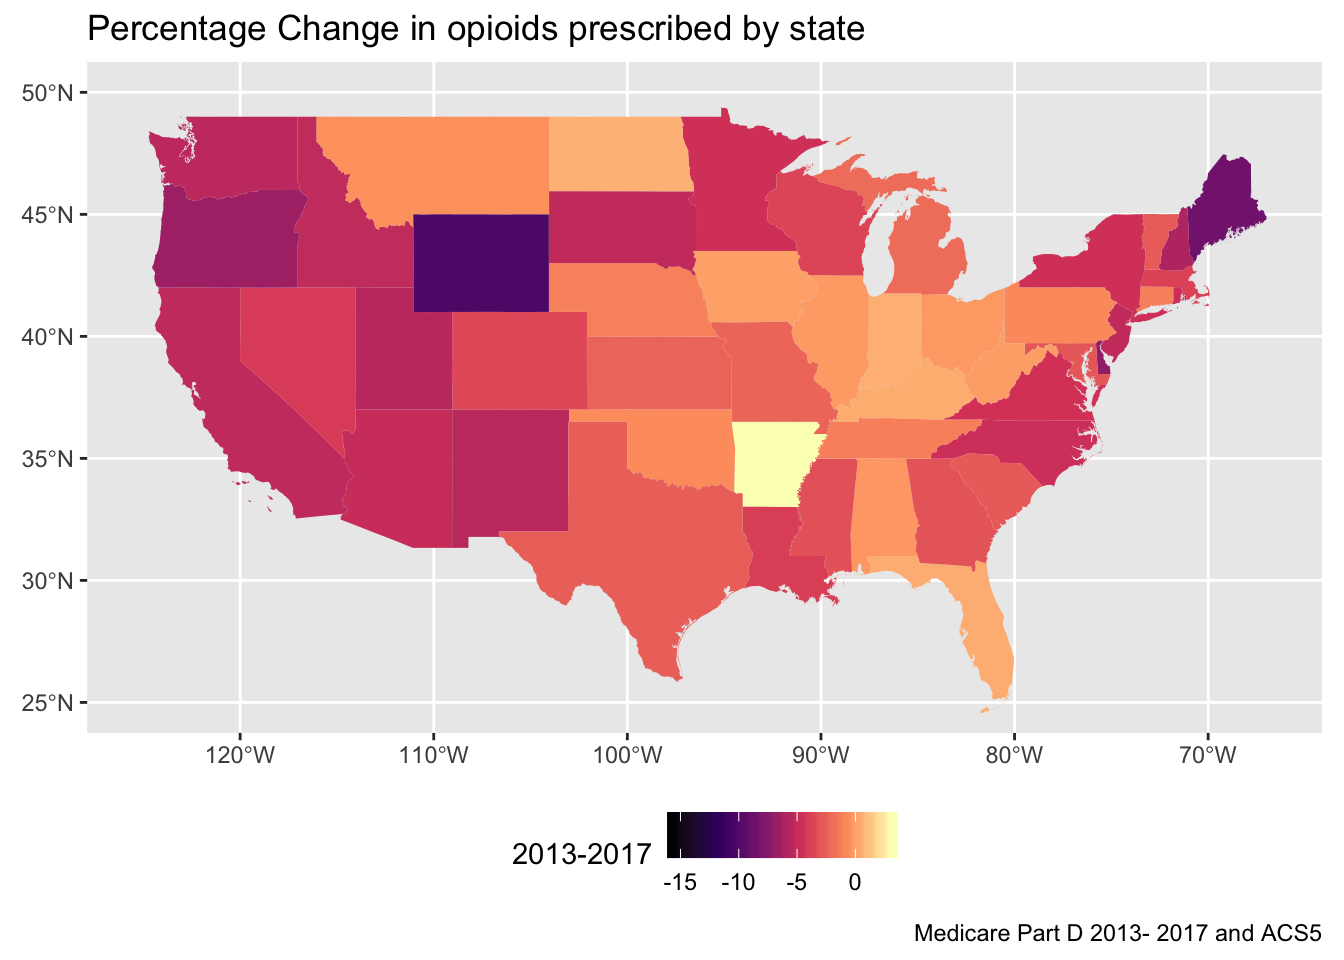 Percentage Change in opioids prescribed by state
50°N
45°N
40°N
35°N
30°N
25°N
120°W 110°W 100°W 90°W 80°W 70°W
2013-2017
-15 -10 -5 0
Medicare Part D 2013- 2017 and ACS5